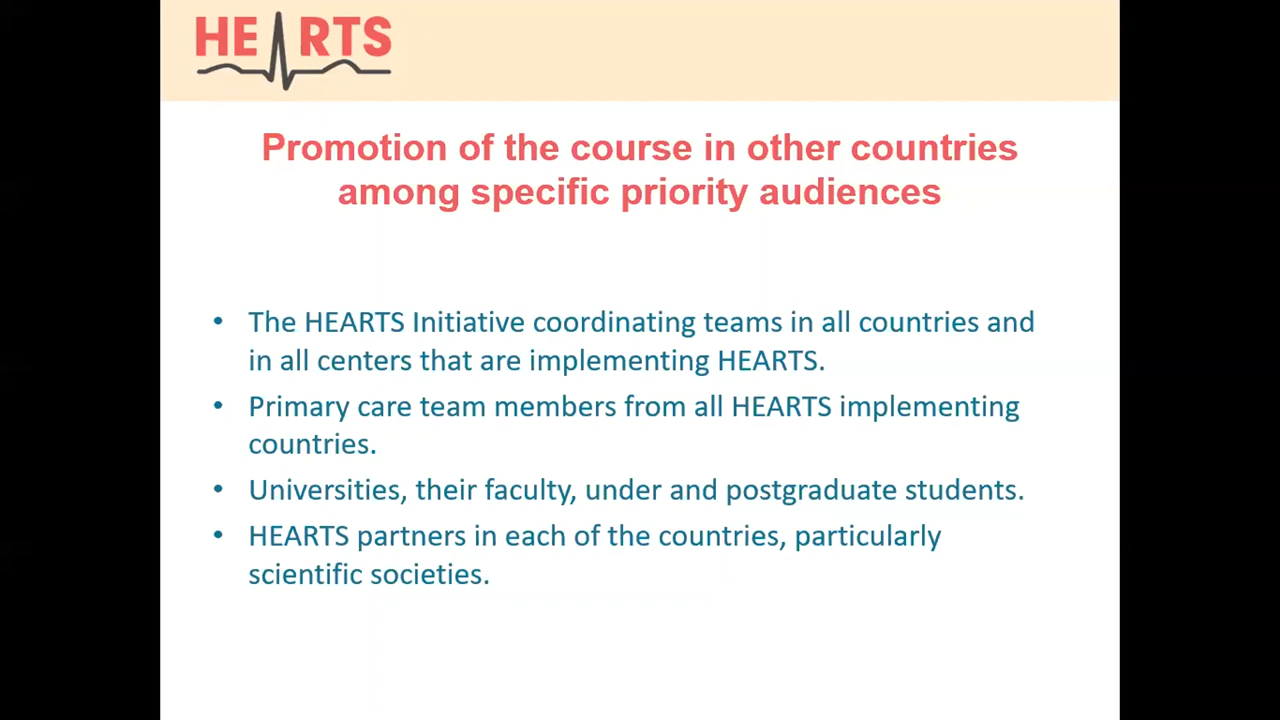 HEARTS
Promotion of the course in other countries
among specific priority audiences
• The HEARTS Initiative coordinating teams in all countries and
in all centers that are implementing HEARTS.
• Primary care team members from all HEARTS implementing
countries.
• Universities, their faculty, under and postgraduate students.
• HEARTS partners in each of the countries, particularly
scientific societies.